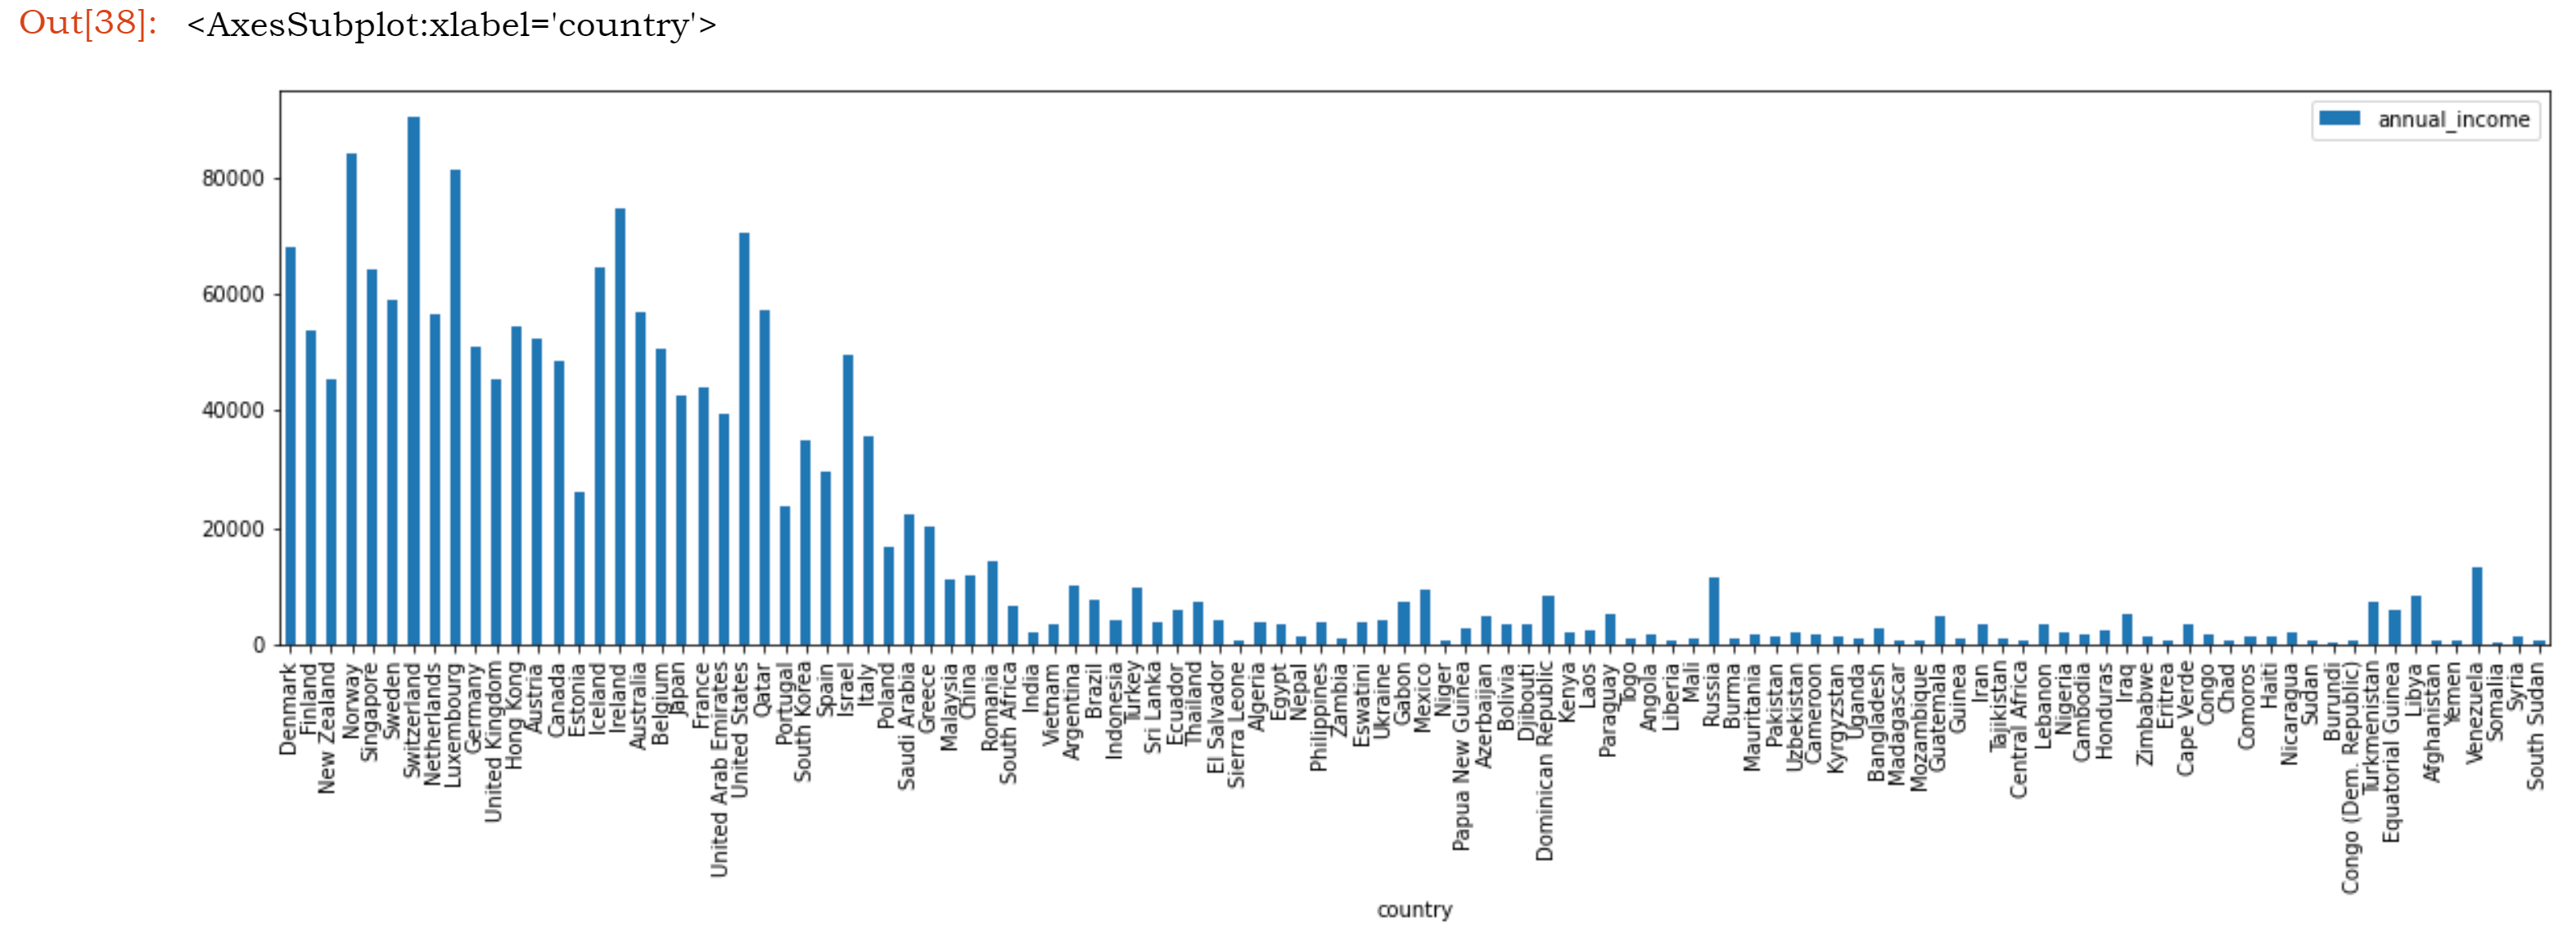 Out[38]: <AxesSubplot:xlabel='country'>
annual_income
80000
60000
40000
20000
0
Denmark
Finland
New Zealand
Norway
Singapore
Sweden
Switzerland
Netherlands
Luxembourg
Germany
United Kingdom
Hong Kong
Austria
Canada
Estonia
Iceland
Ireland
Australia
Belgium
Japan
France
United Arab Emirates
United States
Qatar
Portugal
South Korea
Spain
Israel
Italy
Poland
Saudi Arabia
Greece
Malaysia
China
Romania
South Africa
India
Vietnam
Argentina
Brazil
Indonesia
Turkey
Sri Lanka
Ecuador
Thailand
El Salvador
Sierra Leone
Algeria
Egypt
Nepal
Philippines
Zambia
Eswatini
Ukraine
Gabon
Mexico
Niger
Papua New Guinea
Azerbaijan
Bolivia
Djibouti
Dominican Republic
Kenya
Laos
Paraguay
Togo
Angola
Liberia
Mali
Russia
Burma
Mauritania
Pakistan
Uzbekistan
Cameroon
Kyrgyzstan
Uganda
Bangladesh
Madagascar
Mozambique
Guatemala
Guinea
Iran
Tajikistan
Central Africa
Lebanon
Nigeria
Cambodia
Honduras
Iraq
Zimbabwe
Eritrea
Cape Verde
Congo
Chad
Comoros
Haiti
Nicaragua
Sudan
Burundi
Congo (Dem. Republic)
Turkmenistan
Equatorial Guinea
Libya
Afghanistan
Yemen
Venezuela
Somalia
Syria
South Sudan
country